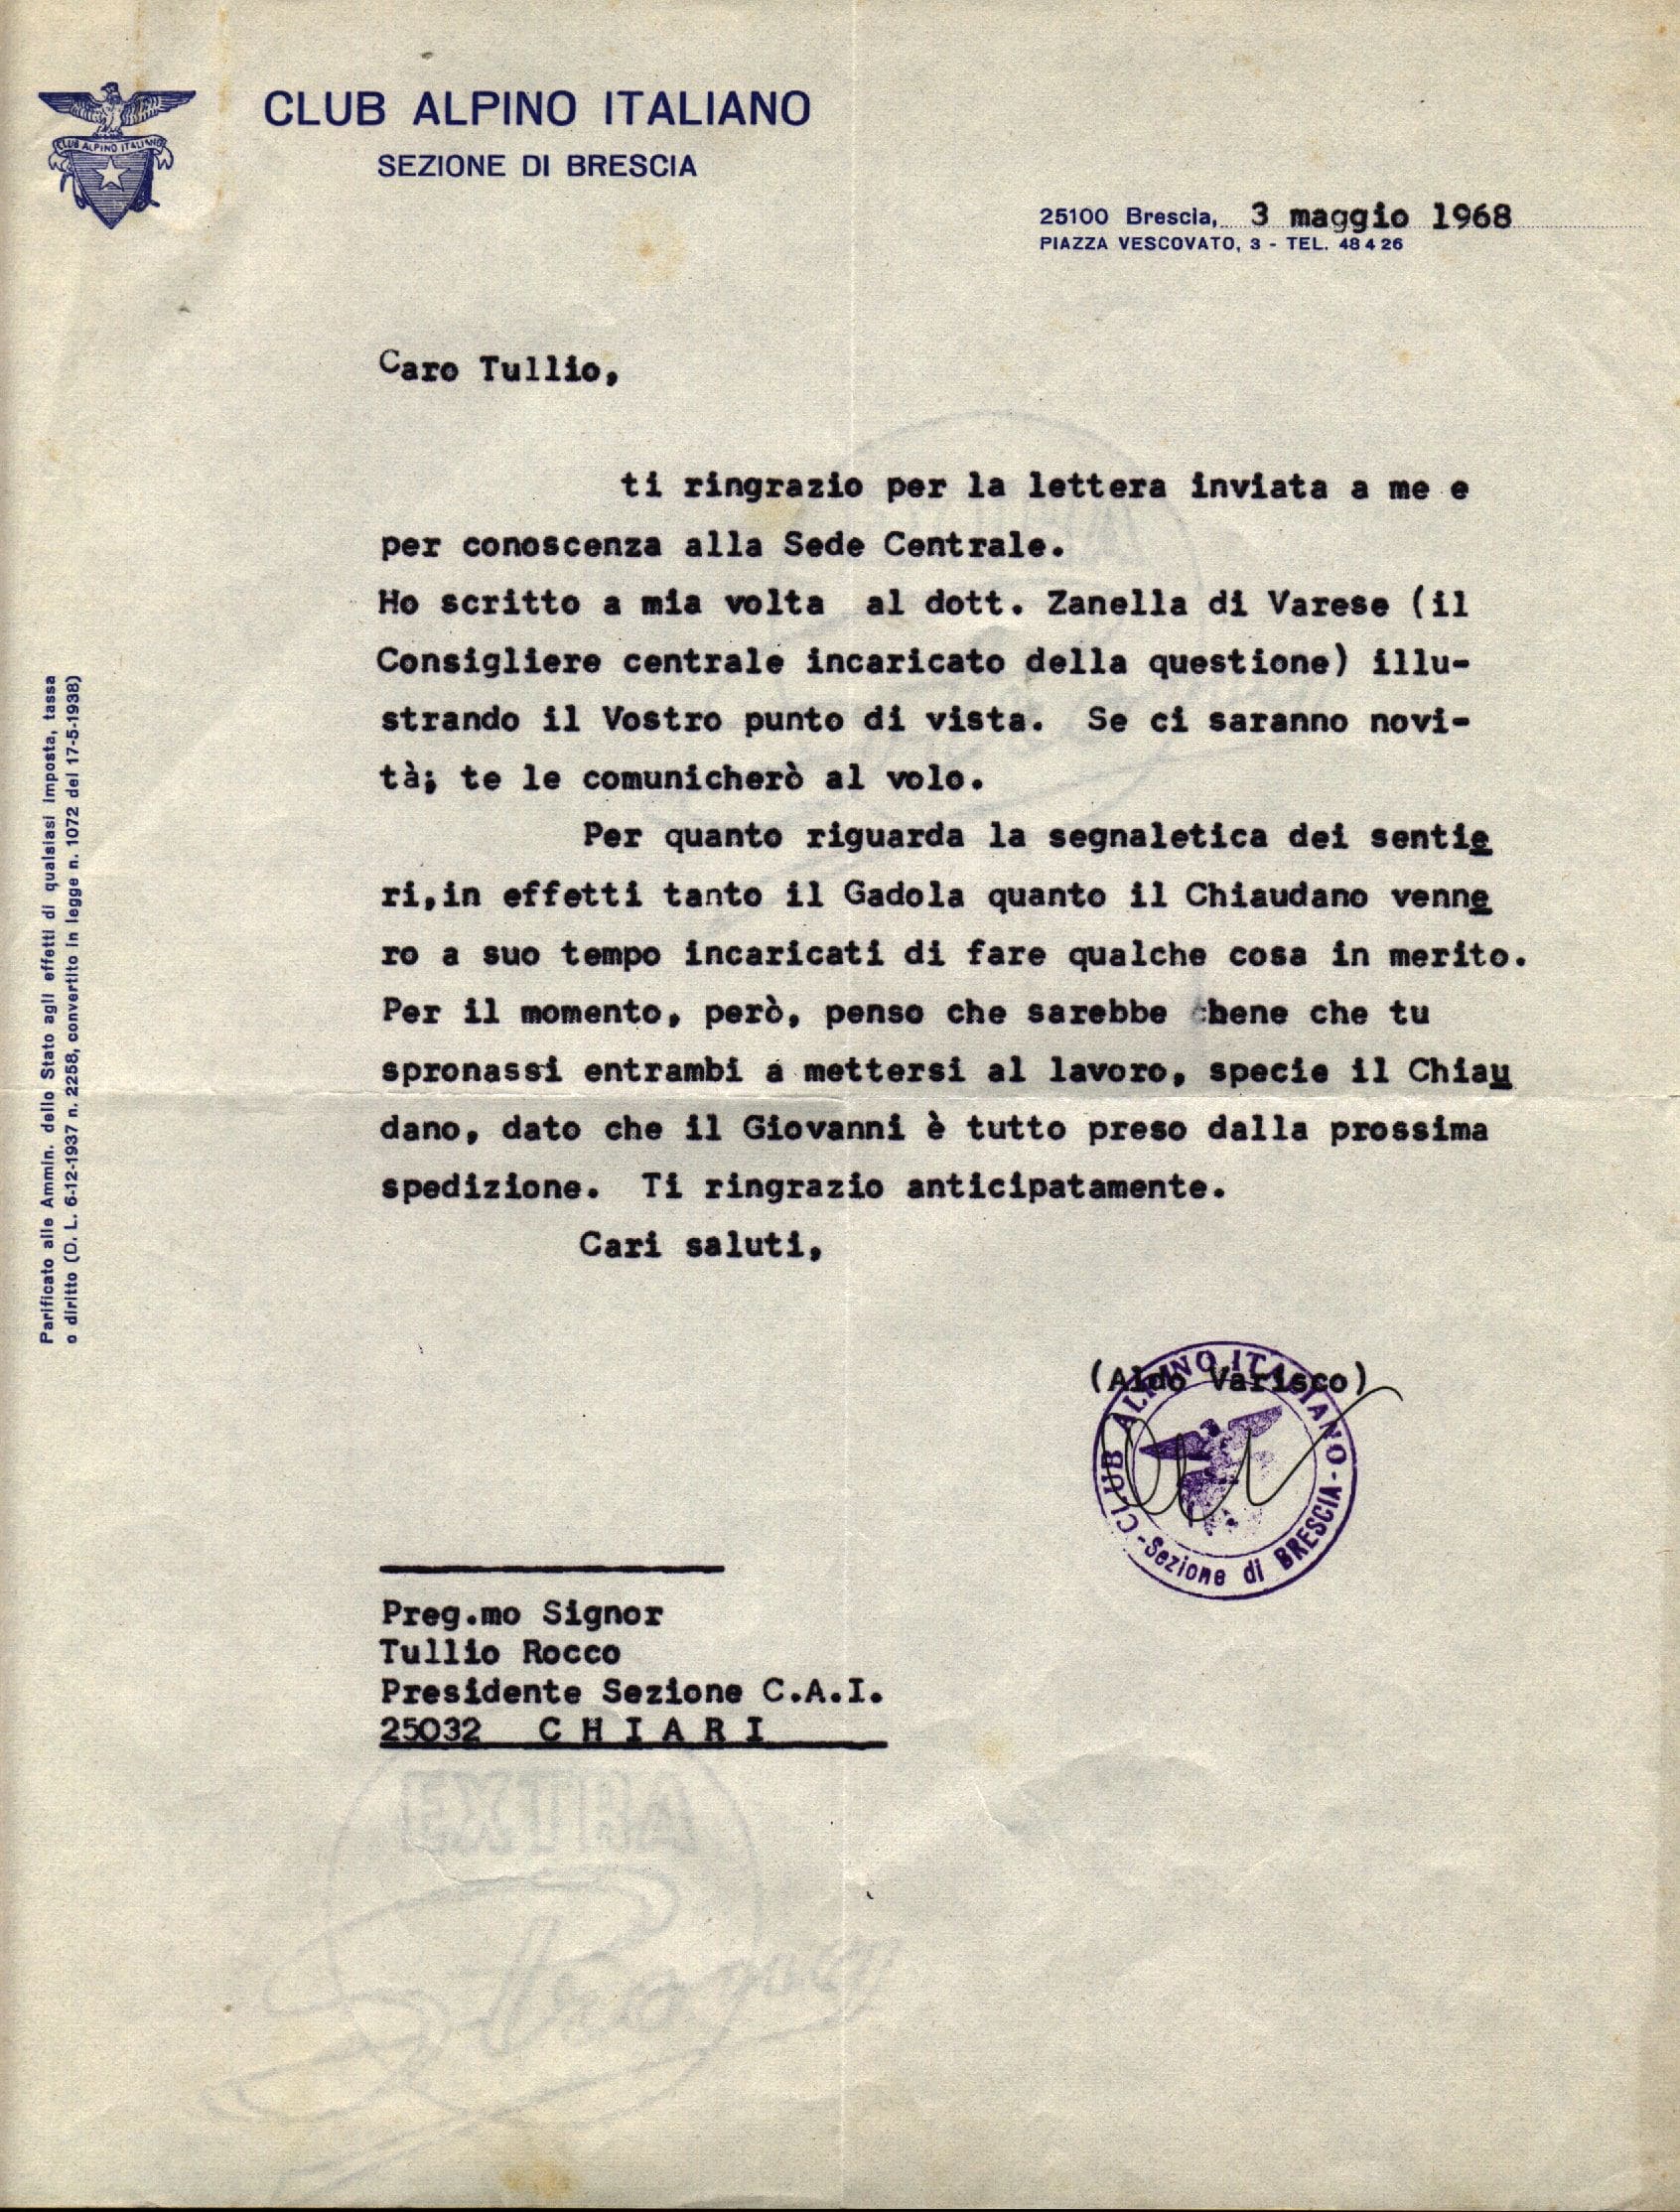 CLUB ALPINO ITALIANO
CLUB ALPINO ITALIANO
SEZIONE DI BRESCIA
25100 Brescia, 3 maggio 1968
PIAZZA VESCOVATO, 3 - TEL. 48 4 26
Caro Tullio,
ti ringrazio per la lettera inviata a me e
per conoscenza alla Sede Centrale.
Ho scritto a mia volta al dott. Zanella di Varese (il
Consigliere centrale incaricato della questione) illu-
strando il Vostro punto di vista. Se ci saranno novi-
tà; te le comunicherò al volo.
Per quanto riguarda la segnaletica dei sentie
ri,in effetti tanto il Gadola quanto il Chiaudano venne
ro a suo tempo incaricati di fare qualche cosa in merito.
Per il momento, però, penso che sarebbe bene che tu
spronassi entrambi a mettersi al lavoro, specie il Chiau
dano, dato che il Giovanni è tutto preso dalla prossima
spedizione. Ti ringrazio anticipatamente.
Cari saluti,
(Aldo Varisco)
CLUB ALPINO ITALIANO
- Sezione di BRESCIA -
Preg.mo Signor
Tullio Rocco
Presidente Sezione C.A.I.
25032 C H I A R I
EXTRA
Parificato alle Ammin. dello Stato agli effetti di qualsiasi imposta, tassa
o diritto (D. L. 6-12-1937 n. 2258, convertito in legge n. 1072 del 17-5-1938)